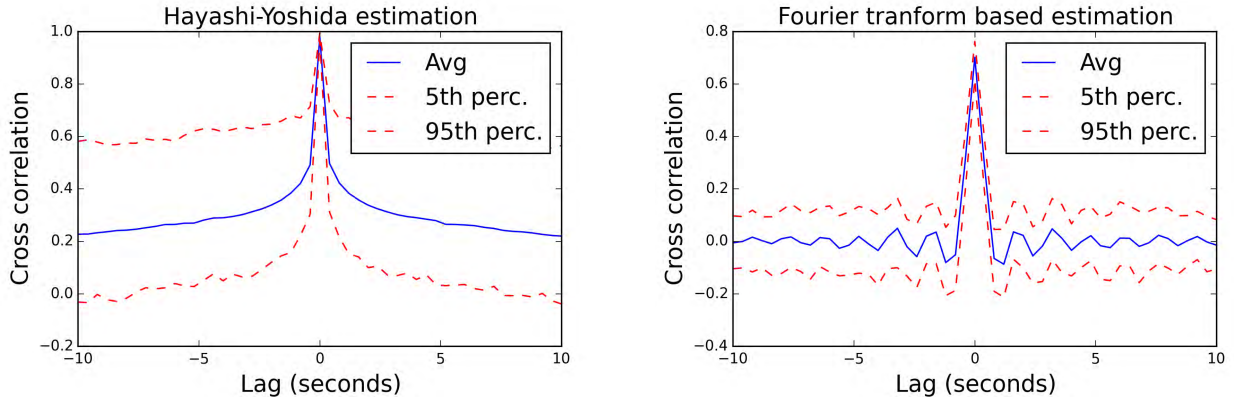 Hayashi-Yoshida estimation
Cross correlation
1.0
0.8
0.6
0.4
0.2
0.0
−0.2
Avg
5th perc.
95th perc.
−10
−5
0
5
10
Lag (seconds)
Fourier tranform based estimation
Cross correlation
0.8
0.6
0.4
0.2
0.0
−0.2
−0.4
Avg
5th perc.
95th perc.
−10
−5
0
5
10
Lag (seconds)